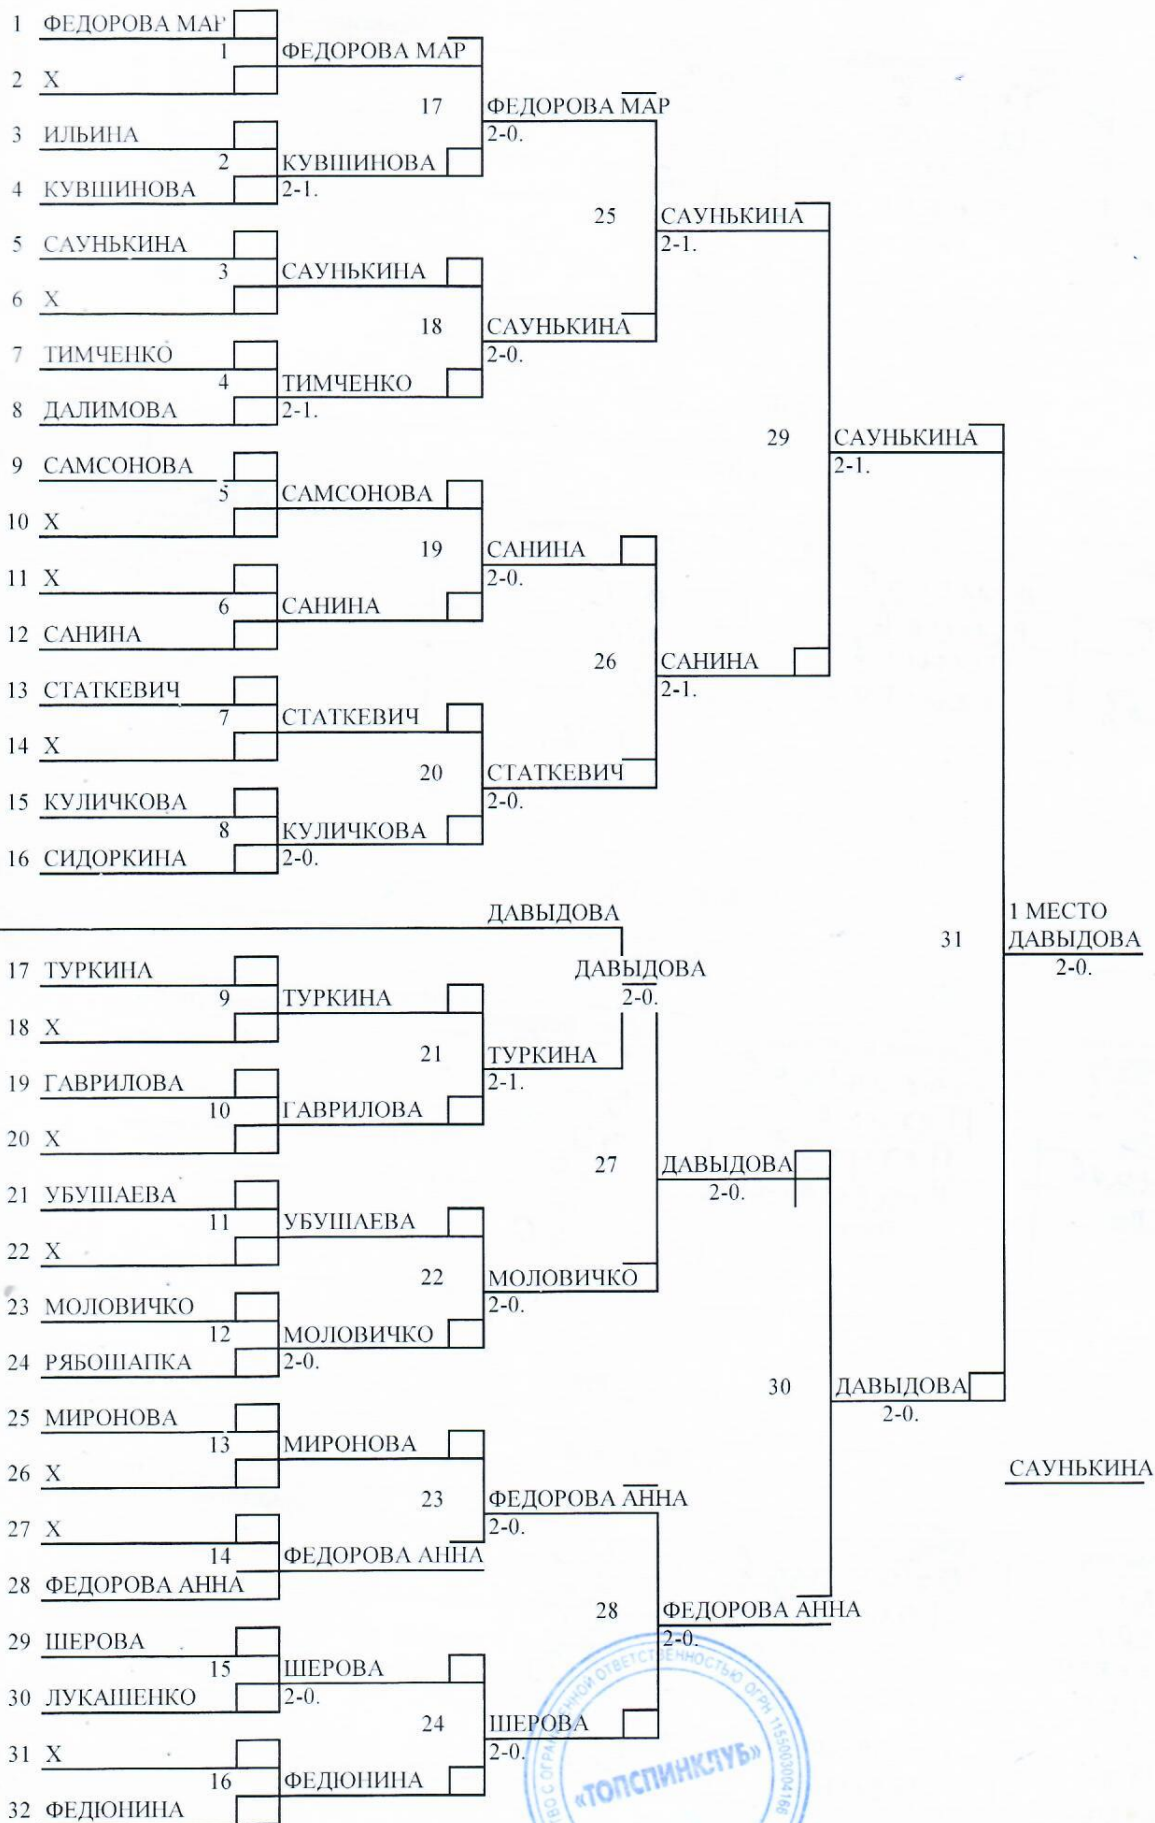 1 ФЕДОРОВА МАР
1 ФЕДОРОВА МАР
2 X
17 ФЕДОРОВА МАР
2-0.
3 ИЛЬИНА
2 КУВШИНОВА
4 КУВШИНОВА 2-1.
25 САУНЬКИНА
2-1.
5 САУНЬКИНА
3 САУНЬКИНА
6 X
18 САУНЬКИНА
2-0.
7 ТИМЧЕНКО
4 ТИМЧЕНКО
8 ДАЛИМОВА 2-1.
29 САУНЬКИНА
2-1.
9 САМСОНОВА
5 САМСОНОВА
10 X
19 САНИНА
2-0.
11 X
6 САНИНА
12 САНИНА
26 САНИНА
2-1.
13 СТАТКЕВИЧ
7 СТАТКЕВИЧ
14 X
20 СТАТКЕВИЧ
2-0.
15 КУЛИЧКОВА
8 КУЛИЧКОВА
16 СИДОРКИНА 2-0.
ДАВЫДОВА
1 МЕСТО
31 ДАВЫДОВА
2-0.
17 ТУРКИНА
ДАВЫДОВА
2-0.
9 ТУРКИНА
18 X
21 ТУРКИНА
2-1.
19 ГАВРИЛОВА
10 ГАВРИЛОВА
20 X
27 ДАВЫДОВА
2-0.
21 УБУШАЕВА
11 УБУШАЕВА
22 X
22 МОЛОВИЧКО
2-0.
23 МОЛОВИЧКО
12 МОЛОВИЧКО
24 РЯБОШАПКА 2-0.
30 ДАВЫДОВА
2-0.
25 МИРОНОВА
13 МИРОНОВА
26 X
САУНЬКИНА
23 ФЕДОРОВА АННА
2-0.
27 X
14 ФЕДОРОВА АННА
28 ФЕДОРОВА АННА
28 ФЕДОРОВА АННА
2-0.
29 ШЕРОВА
15 ШЕРОВА
30 ЛУКАШЕНКО 2-0.
24 ШЕРОВА
2-0.
31 X
16 ФЕДЮНИНА
32 ФЕДЮНИНА
ОТВЕТСТВЕННОСТЬЮ ОГРН 1155003004166
«ТОПСПИНКЛУБ»